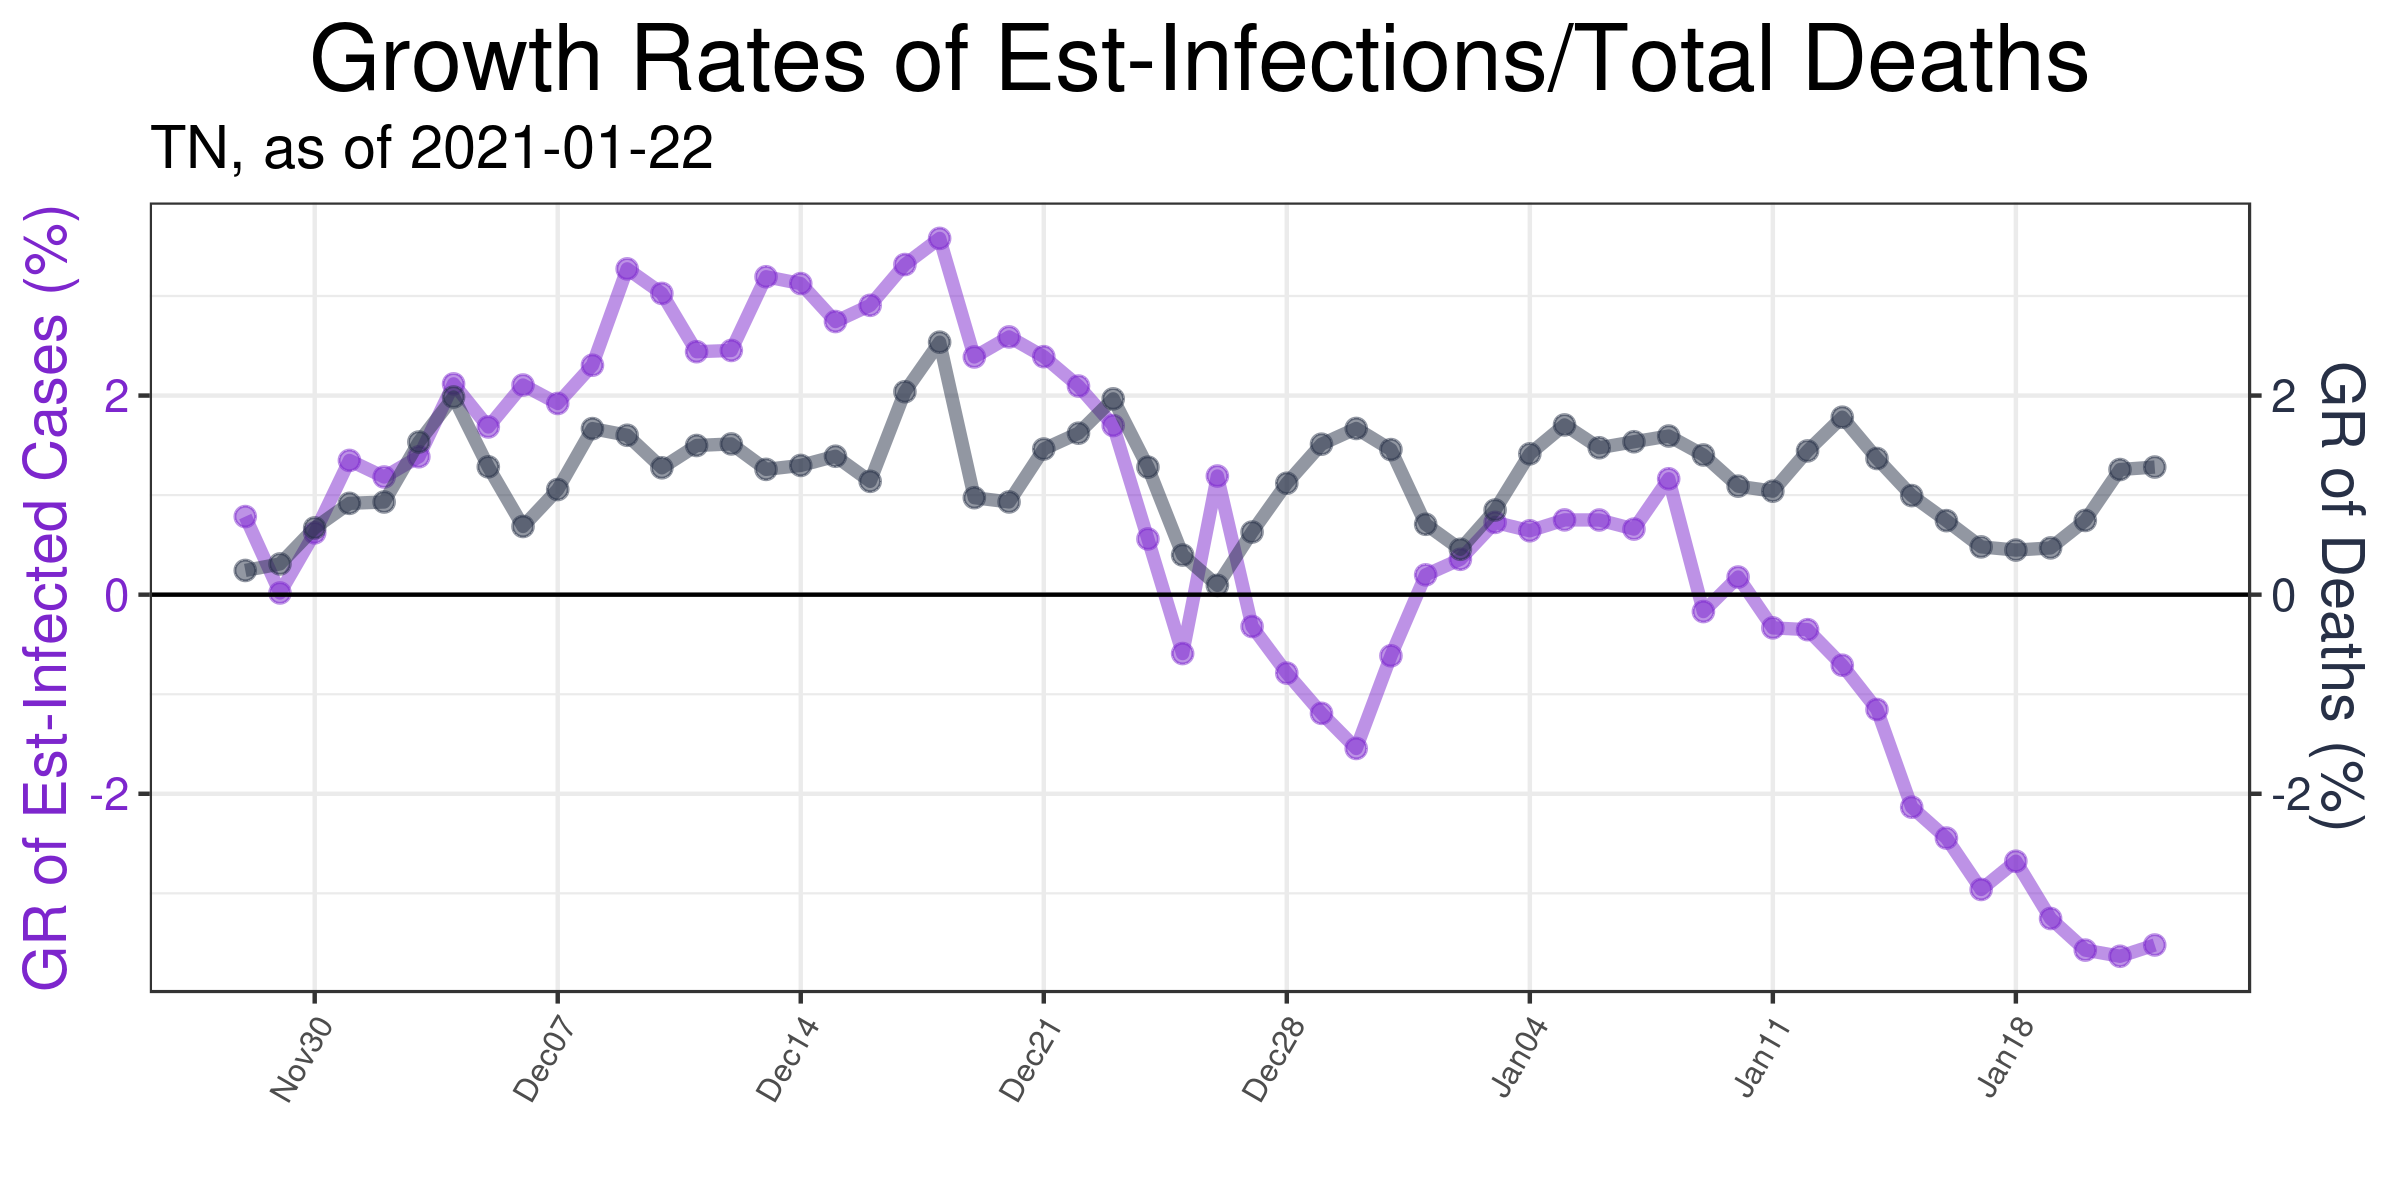 Growth Rates of Est-Infections/Total Deaths
TN, as of 2021-01-22
GR of Est-Infected Cases (%)
2
0
-2
2
0
-2
GR of Deaths (%)
Nov30
Dec07
Dec14
Dec21
Dec28
Jan04
Jan11
Jan18